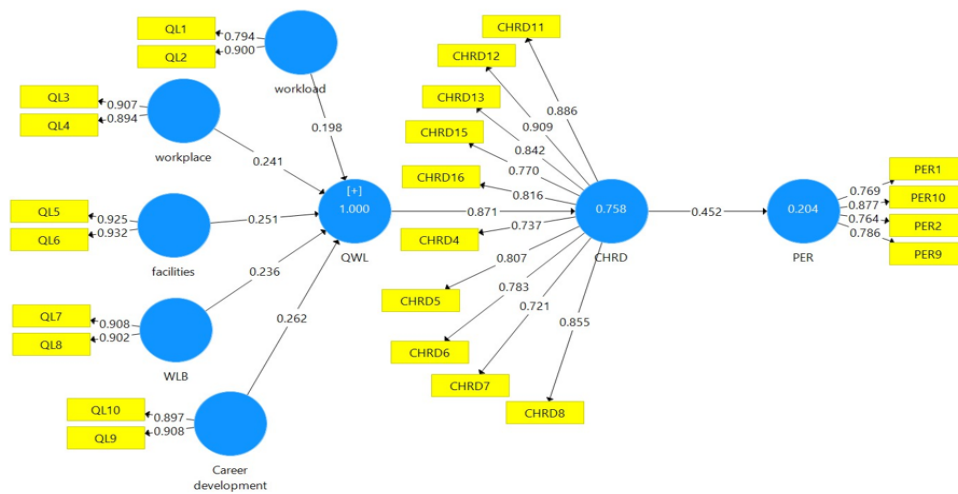 QL1
0.794
QL2
0.900
workload
0.198
QL3
0.907
QL4
0.894
workplace
0.241
QL5
0.925
QL6
0.932
facilities
0.251
QL7
0.908
QL8
0.902
WLB
0.236
QL10
0.897
QL9
0.908
Career
development
0.262
[+]
1.000
QWL
0.871
CHRD11
0.886
CHRD12
0.909
CHRD13
0.842
CHRD15
0.770
CHRD16
0.816
CHRD4
0.737
CHRD5
0.807
CHRD6
0.783
CHRD7
0.721
CHRD8
0.855
0.758
CHRD
0.452
0.204
PER
PER1
0.769
PER10
0.877
PER2
0.764
PER9
0.786